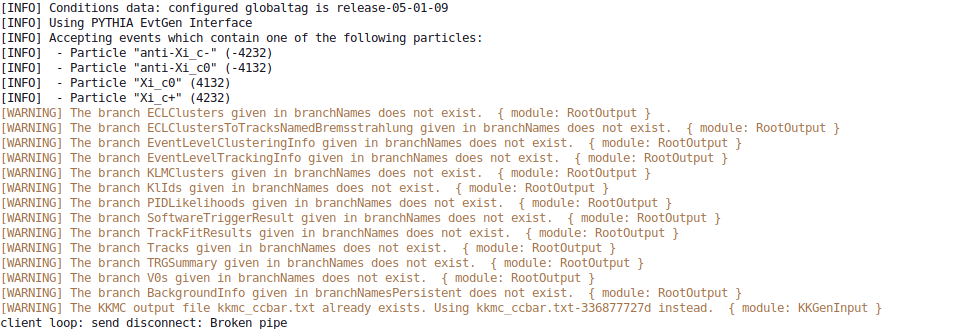 [INFO] Conditions data: configured globaltag is release-05-01-09
[INFO] Using PYTHIA EvtGen Interface
[INFO] Accepting events which contain one of the following particles:
[INFO]  - Particle "anti-Xi_c-" (-4232)
[INFO]  - Particle "anti-Xi_c0" (-4132)
[INFO]  - Particle "Xi_c0" (4132)
[INFO]  - Particle "Xi_c+" (4232)
[WARNING] The branch ECLClusters given in branchNames does not exist.  { module: RootOutput }
[WARNING] The branch ECLClustersToTracksNamedBremsstrahlung given in branchNames does not exist.  { module: RootOutput }
[WARNING] The branch EventLevelClusteringInfo given in branchNames does not exist.  { module: RootOutput }
[WARNING] The branch EventLevelTrackingInfo given in branchNames does not exist.  { module: RootOutput }
[WARNING] The branch KLMClusters given in branchNames does not exist.  { module: RootOutput }
[WARNING] The branch KlIds given in branchNames does not exist.  { module: RootOutput }
[WARNING] The branch PIDLikelihoods given in branchNames does not exist.  { module: RootOutput }
[WARNING] The branch SoftwareTriggerResult given in branchNames does not exist.  { module: RootOutput }
[WARNING] The branch TrackFitResults given in branchNames does not exist.  { module: RootOutput }
[WARNING] The branch Tracks given in branchNames does not exist.  { module: RootOutput }
[WARNING] The branch TRGSummary given in branchNames does not exist.  { module: RootOutput }
[WARNING] The branch V0s given in branchNames does not exist.  { module: RootOutput }
[WARNING] The branch BackgroundInfo given in branchNamesPersistent does not exist.  { module: RootOutput }
[WARNING] The KKMC output file kkmc_ccbar.txt already exists. Using kkmc_ccbar.txt-336877727d instead.  { module: KKGenInput }
client loop: send disconnect: Broken pipe